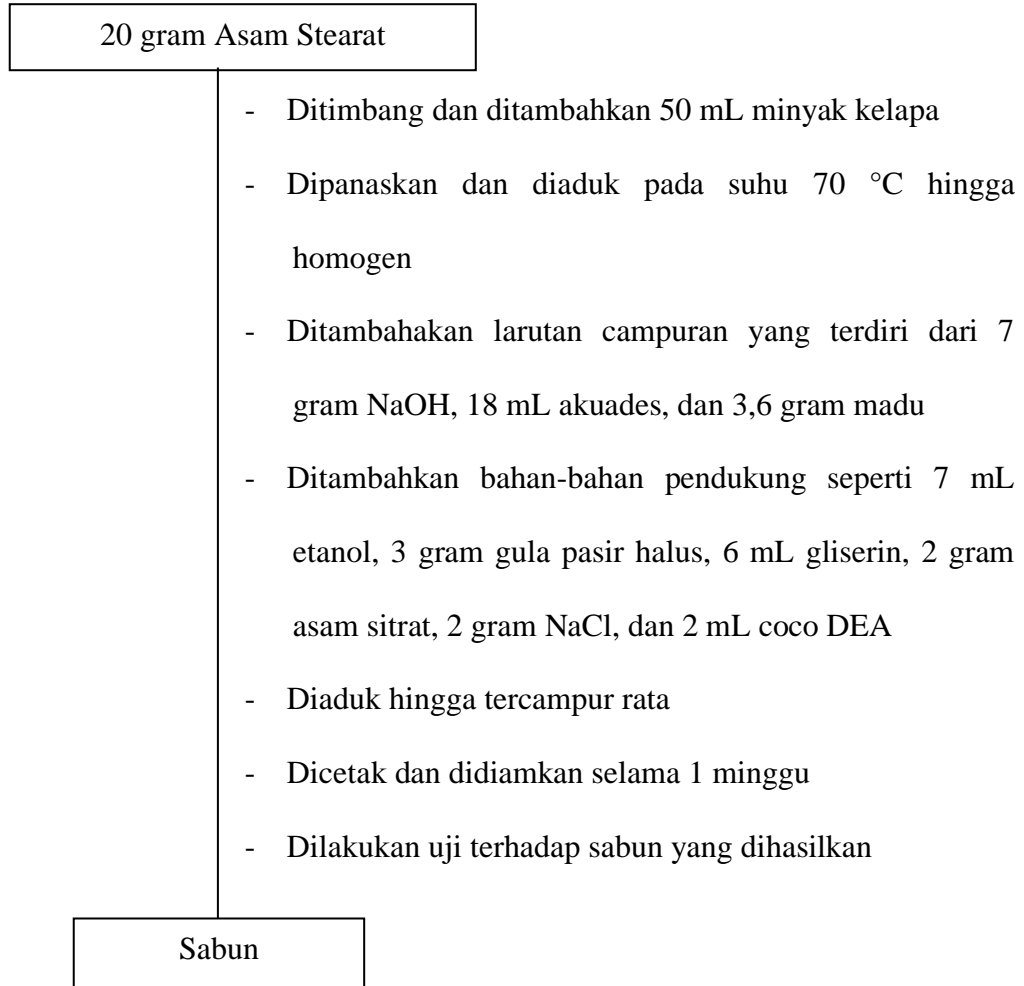 20 gram Asam Stearat
- Ditimbang dan ditambahkan 50 mL minyak kelapa
- Dipanaskan dan diaduk pada suhu 70 °C hingga
homogen
- Ditambahakan larutan campuran yang terdiri dari 7
gram NaOH, 18 mL akuades, dan 3,6 gram madu
- Ditambahkan bahan-bahan pendukung seperti 7 mL
etanol, 3 gram gula pasir halus, 6 mL gliserin, 2 gram
asam sitrat, 2 gram NaCl, dan 2 mL coco DEA
- Diaduk hingga tercampur rata
- Dicetak dan didiamkan selama 1 minggu
- Dilakukan uji terhadap sabun yang dihasilkan
Sabun